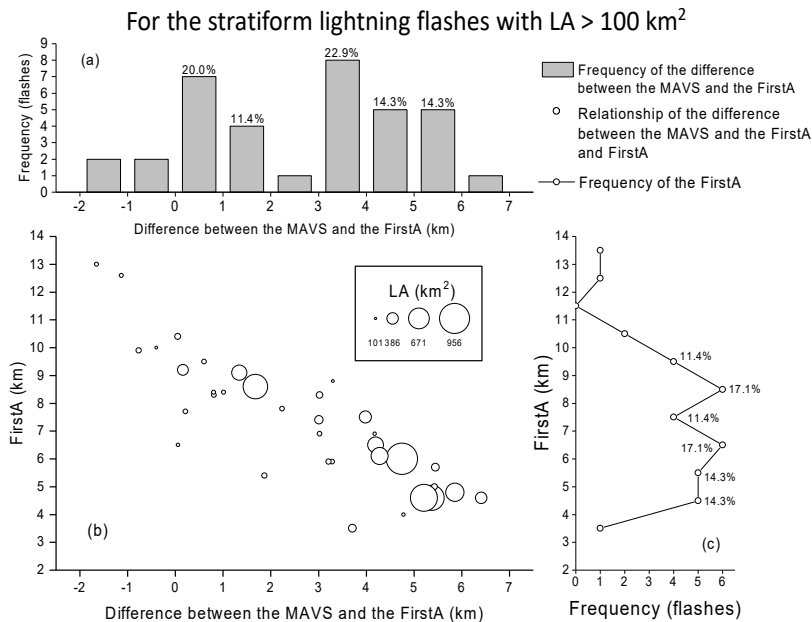 For the stratiform lightning flashes with LA > 100 km²
Frequency (flashes)
9
8
7
6
5
4
3
2
1
0
(a)
20.0%
11.4%
22.9%
14.3%
14.3%
-2 -1 0 1 2 3 4 5 6 7
Difference between the MAVS and the FirstA (km)
Frequency of the difference
between the MAVS and the FirstA
Relationship of the difference
between the MAVS and the FirstA
and FirstA
Frequency of the FirstA
FirstA (km)
14
13
12
11
10
9
8
7
6
5
4
3
2
LA (km²)
101 386 671 956
(b)
-2 -1 0 1 2 3 4 5 6 7
Difference between the MAVS and the FirstA (km)
FirstA (km)
14
13
12
11
10
9
8
7
6
5
4
3
2
11.4%
17.1%
11.4%
17.1%
14.3%
14.3%
(c)
0 1 2 3 4 5 6
Frequency (flashes)